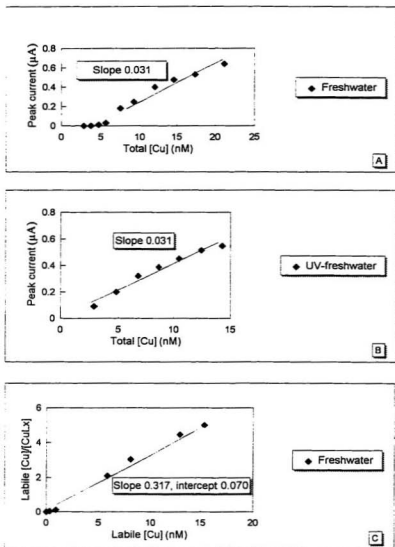 0.8
0.6
0.4
0.2
0
Peak current (µA)
Slope 0.031
0 5 10 15 20 25
Total [Cu] (nM)
Freshwater
A
0.8
0.6
0.4
0.2
0
Peak current (µA)
Slope 0.031
0 5 10 15
Total [Cu] (nM)
UV-freshwater
B
6
4
2
0
Labile [Cu]/[CuLx]
Slope 0.317, intercept 0.070
0 5 10 15 20
Labile [Cu] (nM)
Freshwater
C